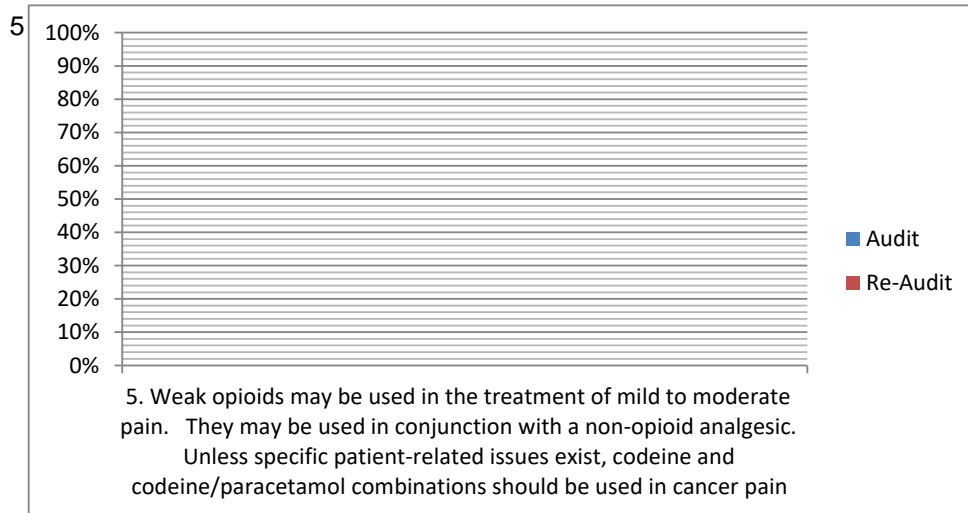 5
100%
90%
80%
70%
60%
50%
40%
30%
20%
10%
0%
Audit
Re-Audit
5. Weak opioids may be used in the treatment of mild to moderate
pain.   They may be used in conjunction with a non-opioid analgesic.
Unless specific patient-related issues exist, codeine and
codeine/paracetamol combinations should be used in cancer pain